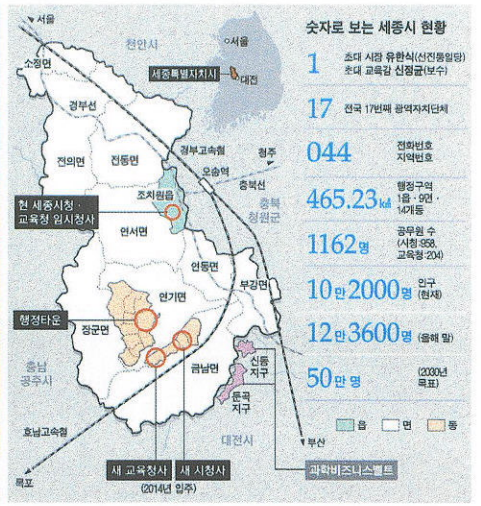 서울
천안시
서울
숫자로 보는 세종시 현황
소정면
세종특별자치시
대전
1
초대 시장 유한식(선진통일당)
초대 교육감 신정균(보수)
경부선
17
전국 17번째 광역자치단체
전의면
전동면
경부고속철
청주
오송역
044
전화번호
지역번호
조치원읍
충북선
현 세종시청·
교육청 임시청사
충북
청원군
465.23㎢
행정구역
1읍·9면·
14개동
연서면
1162명
공무원 수
(시청:958,
교육청:204)
연동면
부강면
연기면
10만2000명
인구
(현재)
행정타운
장군면
12만3600명
(올해 말)
충남
공주시
금남면
신동
지구
50만 명
(2030년
목표)
둔곡
지구
읍
면
동
호남고속철
대전시
부산
목포
새 교육청사
새 시청사
과학비즈니스벨트
(2014년 입주)